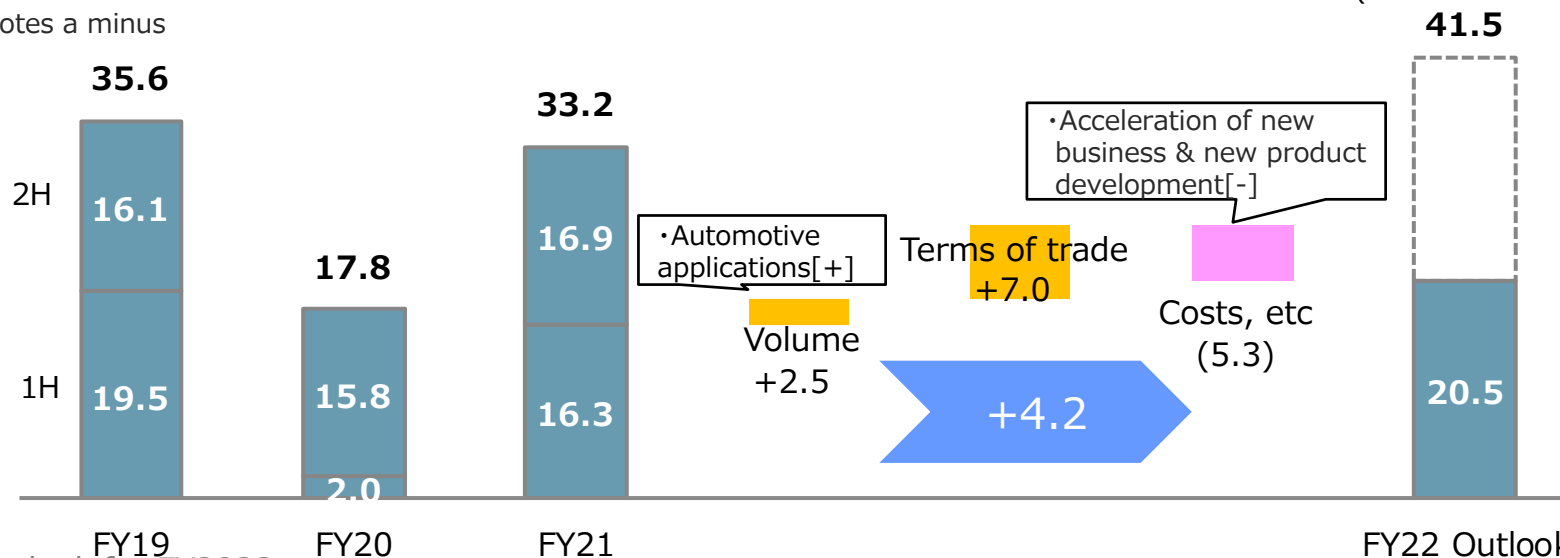 otes a minus
(
41.5
35.6
33.2
・Acceleration of new
business & new product
development[-]
2H
16.1
16.9
・Automotive
applications[+]
Terms of trade
+7.0
17.8
Costs, etc
(5.3)
Volume
+2.5
1H
19.5
15.8
16.3
+4.2
20.5
2.0
FY19
FY20
FY21
FY22 Outlook